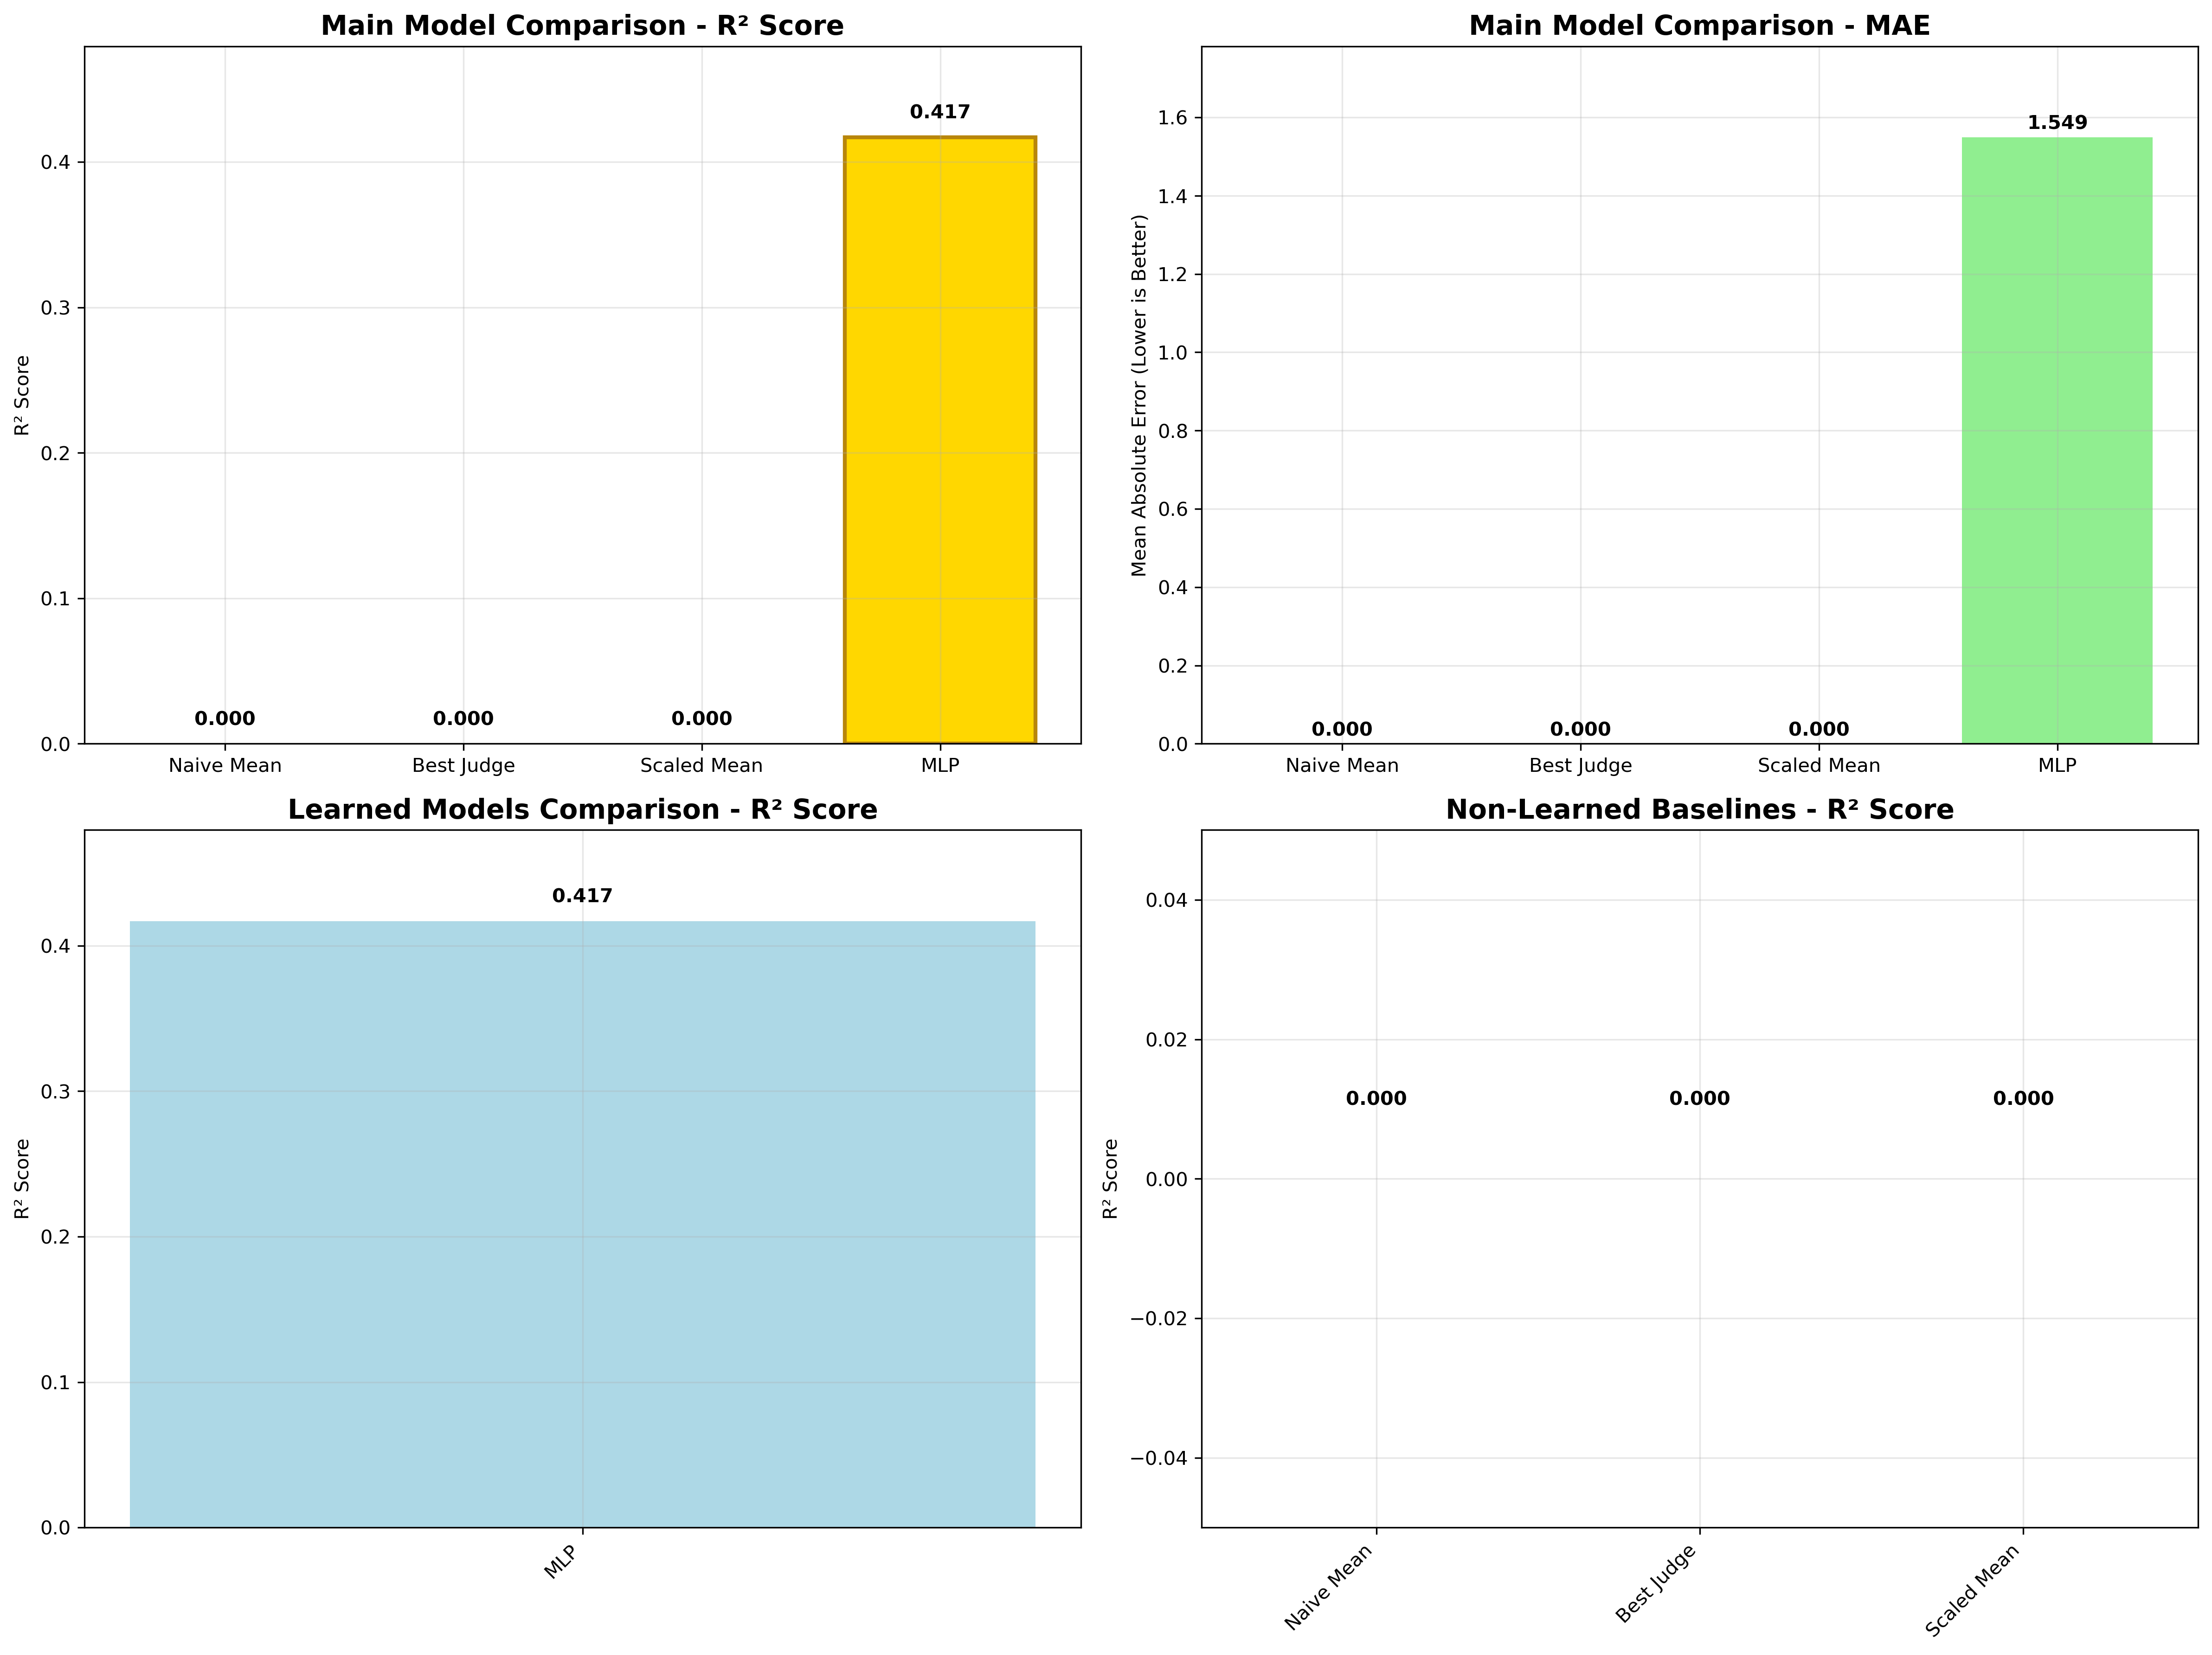 Main Model Comparison - R² Score
R² Score
0.4
0.3
0.2
0.1
0.0
0.000
0.000
0.000
0.417
Naive Mean
Best Judge
Scaled Mean
MLP
Main Model Comparison - MAE
Mean Absolute Error (Lower is Better)
1.6
1.4
1.2
1.0
0.8
0.6
0.4
0.2
0.0
0.000
0.000
0.000
1.549
Naive Mean
Best Judge
Scaled Mean
MLP
Learned Models Comparison - R² Score
R² Score
0.4
0.3
0.2
0.1
0.0
0.417
MLP
Non-Learned Baselines - R² Score
R² Score
0.04
0.02
0.00
−0.02
−0.04
0.000
0.000
0.000
Naive Mean
Best Judge
Scaled Mean